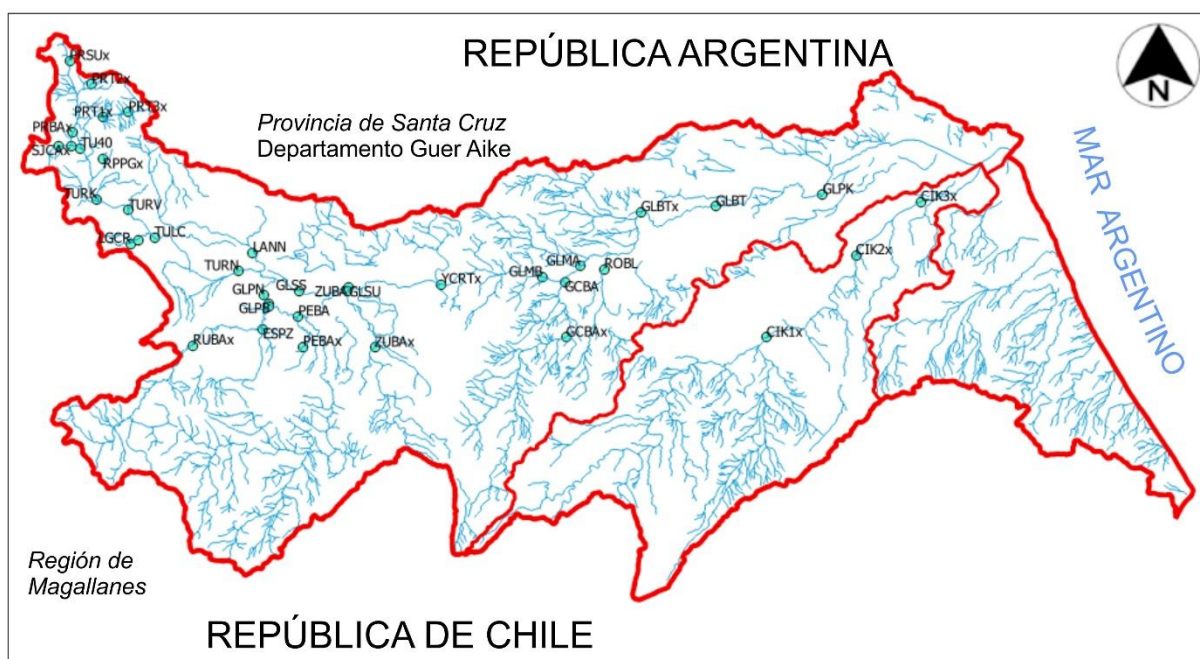 REPÚBLICA ARGENTINA
N
PRSUx
PRT2x
PRT1x
PRT3x
Provincia de Santa Cruz
Departamento Guer Aike
MAR ARGENTINO
PRBAx
SJCAx
TU40
RPPGx
TURK
TURV
GLBTx
GLBT
GLPK
CIK3x
LGCR
TULC
LANN
TURN
GLMA
ROBL
CIK2x
GLPN
GLSS
ZUBA
GLSU
YCRTx
GLMB
GCBA
GLPB
PEBA
ESPZ
RUBAx
PEBAx
ZUBAx
GCBAx
CIK1x
Región de
Magallanes
REPÚBLICA DE CHILE